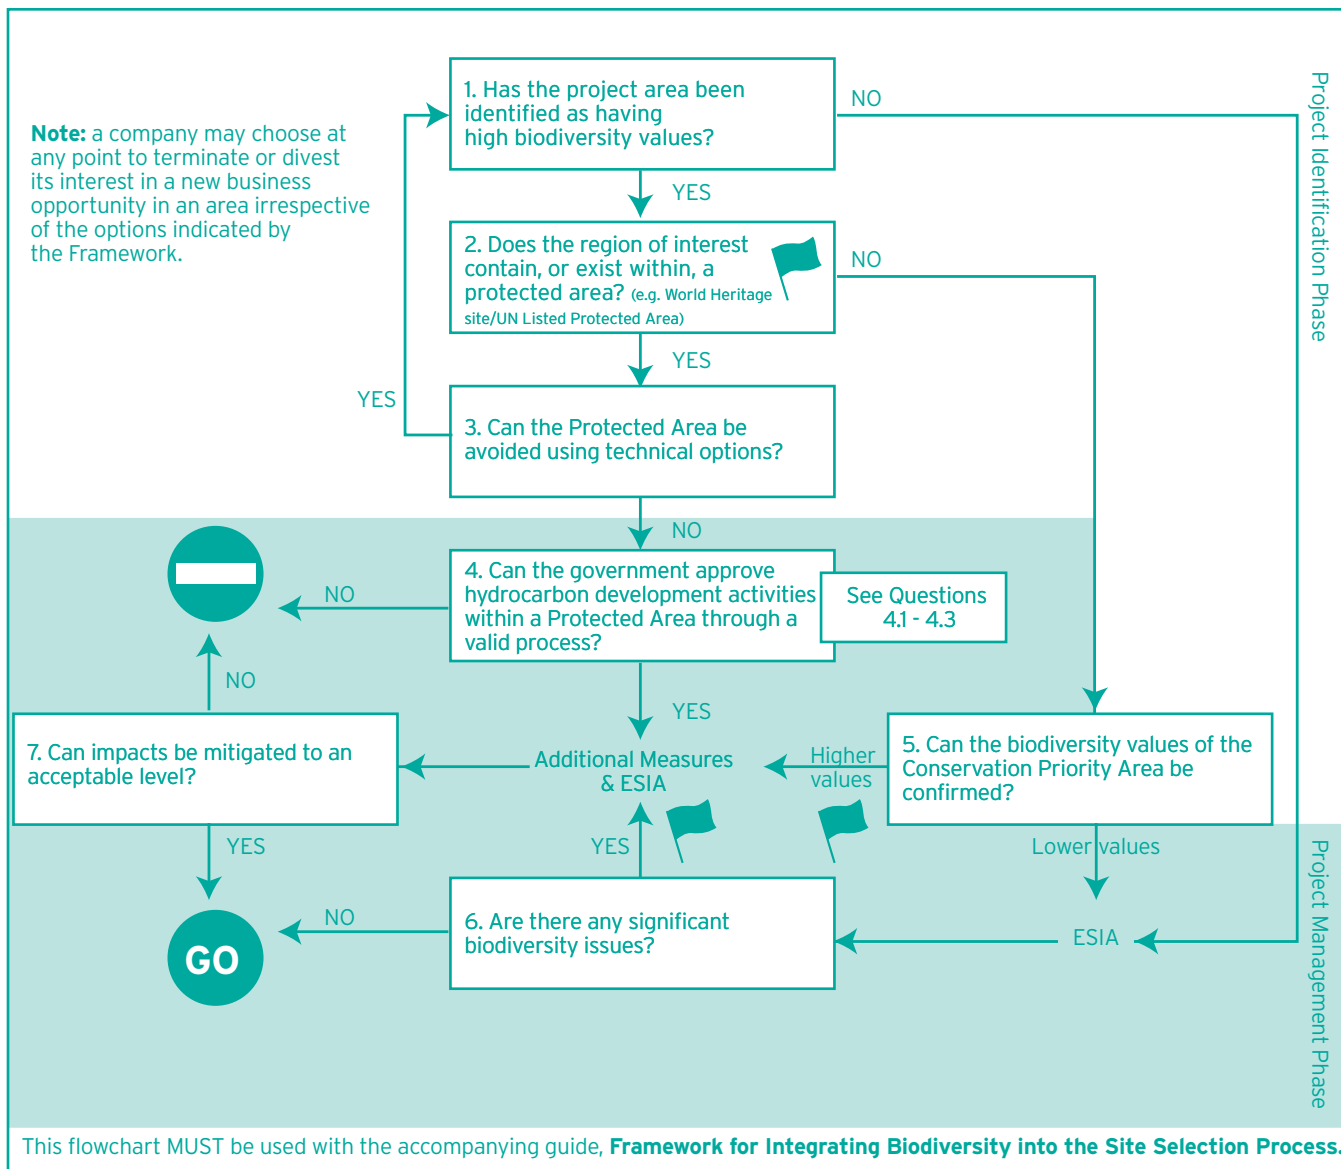 1. Has the project area been
identified as having
high biodiversity values?
NO
Project Identification Phase
Note: a company may choose at
any point to terminate or divest
its interest in a new business
opportunity in an area irrespective
of the options indicated by
the Framework.
YES
2. Does the region of interest
contain, or exist within, a
protected area? (e.g. World Heritage
site/UN Listed Protected Area)
NO
YES
YES
3. Can the Protected Area be
avoided using technical options?
NO
4. Can the government approve
hydrocarbon development activities
within a Protected Area through a
valid process?
See Questions
4.1 - 4.3
NO
NO
YES
7. Can impacts be mitigated to an
acceptable level?
Additional Measures
& ESIA
Higher
values
5. Can the biodiversity values of the
Conservation Priority Area be
confirmed?
YES
YES
Lower values
Project Management Phase
NO
6. Are there any significant
biodiversity issues?
ESIA
GO
This flowchart MUST be used with the accompanying guide, Framework for Integrating Biodiversity into the Site Selection Process.